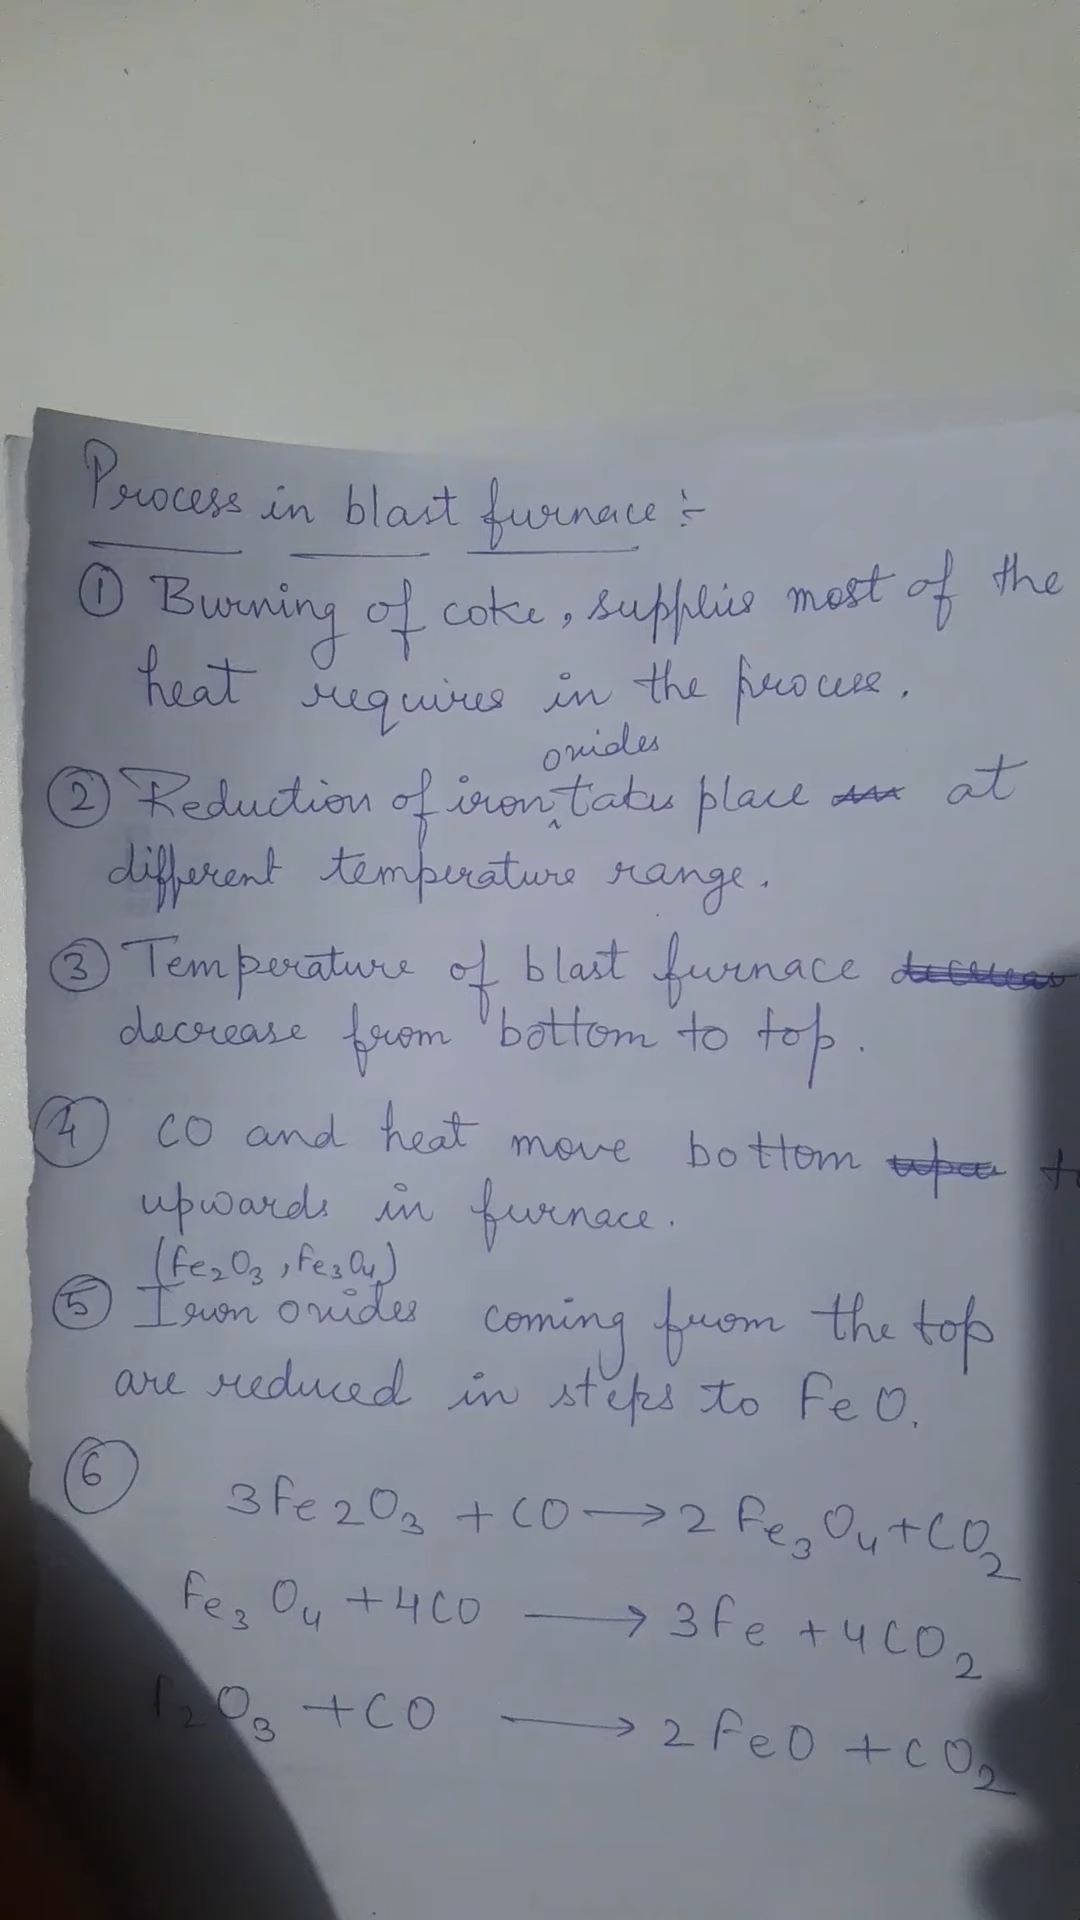 Process in blast furnace :-
① Burning of coke, supplies most of the
heat requires in the process.
oxides
② Reduction of iron takes place at
different temperature range.
③ Temperature of blast furnace
decrease from bottom to top.
④ CO and heat move bottom to
upwards in furnace.
(Fe₂O₃, Fe₃O₄)
⑤ Iron oxides coming from the top
are reduced in steps to FeO.
⑥
3Fe₂O₃ + CO → 2Fe₃O₄ + CO₂
Fe₃O₄ + 4CO → 3Fe + 4CO₂
₂O₃ + CO → 2FeO + CO₂